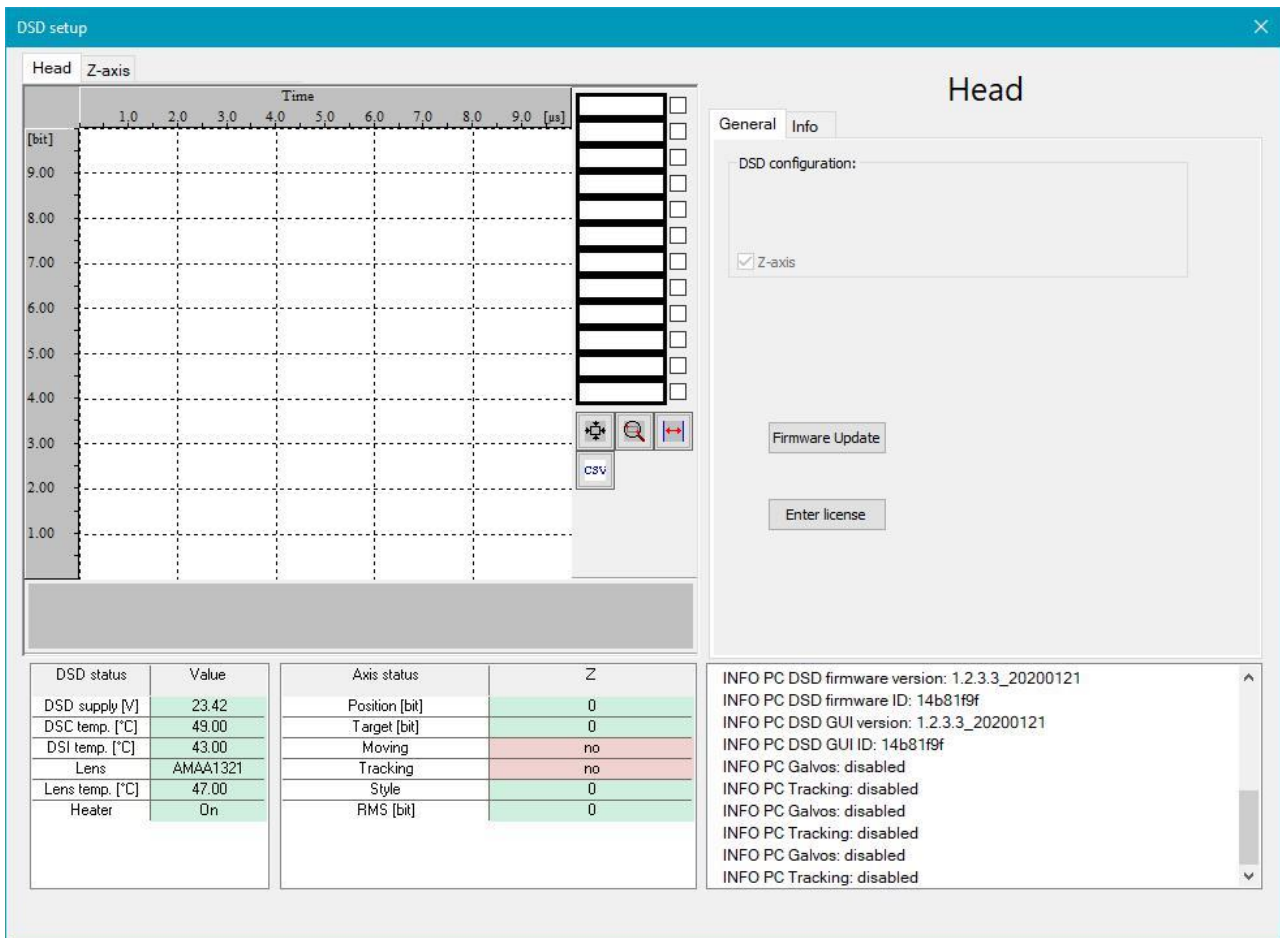 DSD setup
Head Z-axis
Time
1,0 2,0 3,0 4,0 5,0 6,0 7,0 8,0 9,0 [µs]
[bit]
9.00
8.00
7.00
6.00
5.00
4.00
3.00
2.00
1.00
CSV
Head
General Info
DSD configuration:
Z-axis
Firmware Update
Enter license
DSD status Value
DSD supply [V] 23.42
DSC temp. [°C] 49.00
DSI temp. [°C] 43.00
Lens AMAA1321
Lens temp. [°C] 47.00
Heater On
Axis status Z
Position [bit] 0
Target [bit] 0
Moving no
Tracking no
Style 0
RMS [bit] 0
INFO PC DSD firmware version: 1.2.3.3_20200121
INFO PC DSD firmware ID: 14b81f9f
INFO PC DSD GUI version: 1.2.3.3_20200121
INFO PC DSD GUI ID: 14b81f9f
INFO PC Galvos: disabled
INFO PC Tracking: disabled
INFO PC Galvos: disabled
INFO PC Tracking: disabled
INFO PC Galvos: disabled
INFO PC Tracking: disabled